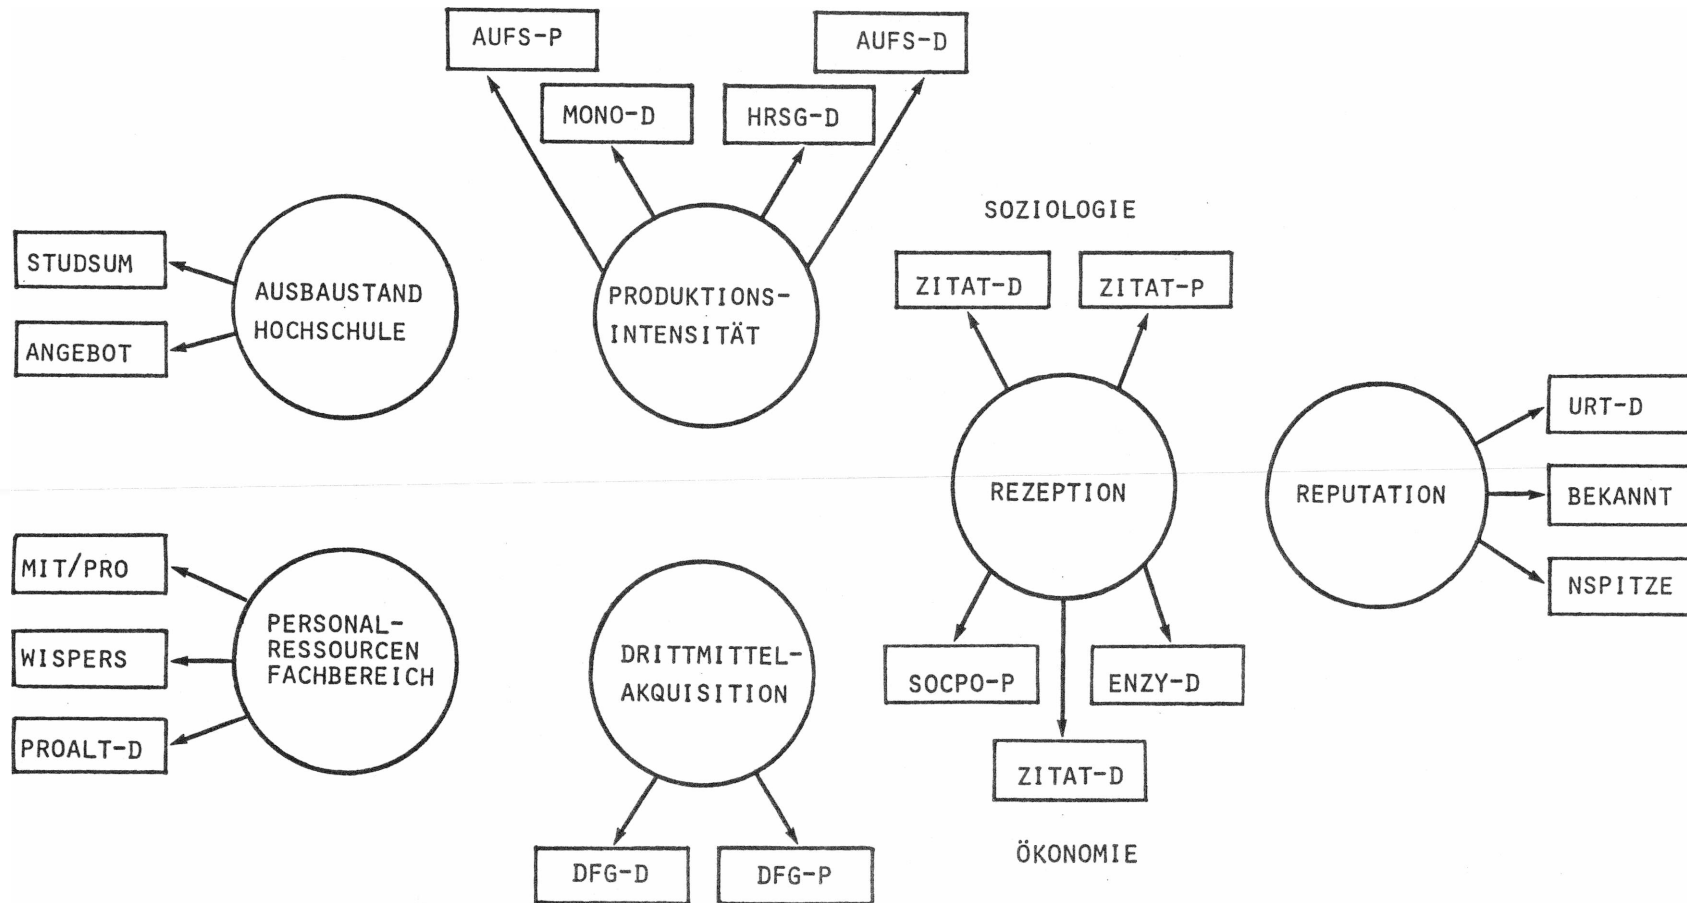 AUFS-P
AUFS-D
MONO-D
HRSG-D
SOZIOLOGIE
STUDSUM
ANGEBOT
AUSBAUSTAND
HOCHSCHULE
PRODUKTIONS-
INTENSITÄT
ZITAT-D
ZITAT-P
REZEPTION
REPUTATION
URT-D
BEKANNT
NSPITZE
MIT/PRO
WISPERS
PROALT-D
PERSONAL-
RESSOURCEN
FACHBEREICH
DRITTMITTEL-
AKQUISITION
SOCPO-P
ENZY-D
ZITAT-D
ÖKONOMIE
DFG-D
DFG-P